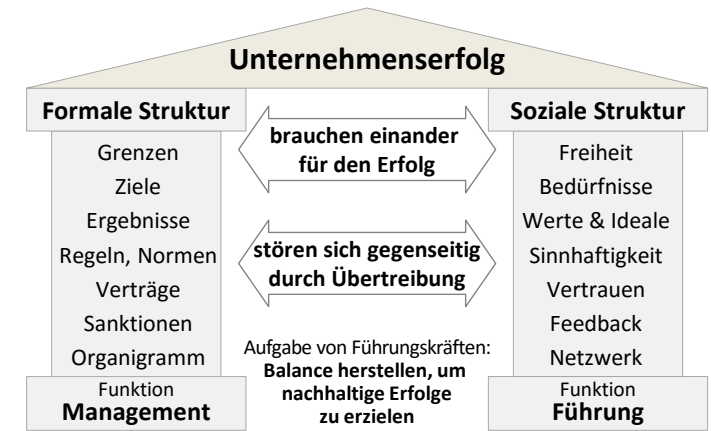 Unternehmenserfolg
Formale Struktur
Grenzen
Ziele
Ergebnisse
Regeln, Normen
Verträge
Sanktionen
Organigramm
Funktion
Management
brauchen einander
für den Erfolg
stören sich gegenseitig
durch Übertreibung
Aufgabe von Führungskräften:
Balance herstellen, um
nachhaltige Erfolge
zu erzielen
Soziale Struktur
Freiheit
Bedürfnisse
Werte & Ideale
Sinnhaftigkeit
Vertrauen
Feedback
Netzwerk
Funktion
Führung